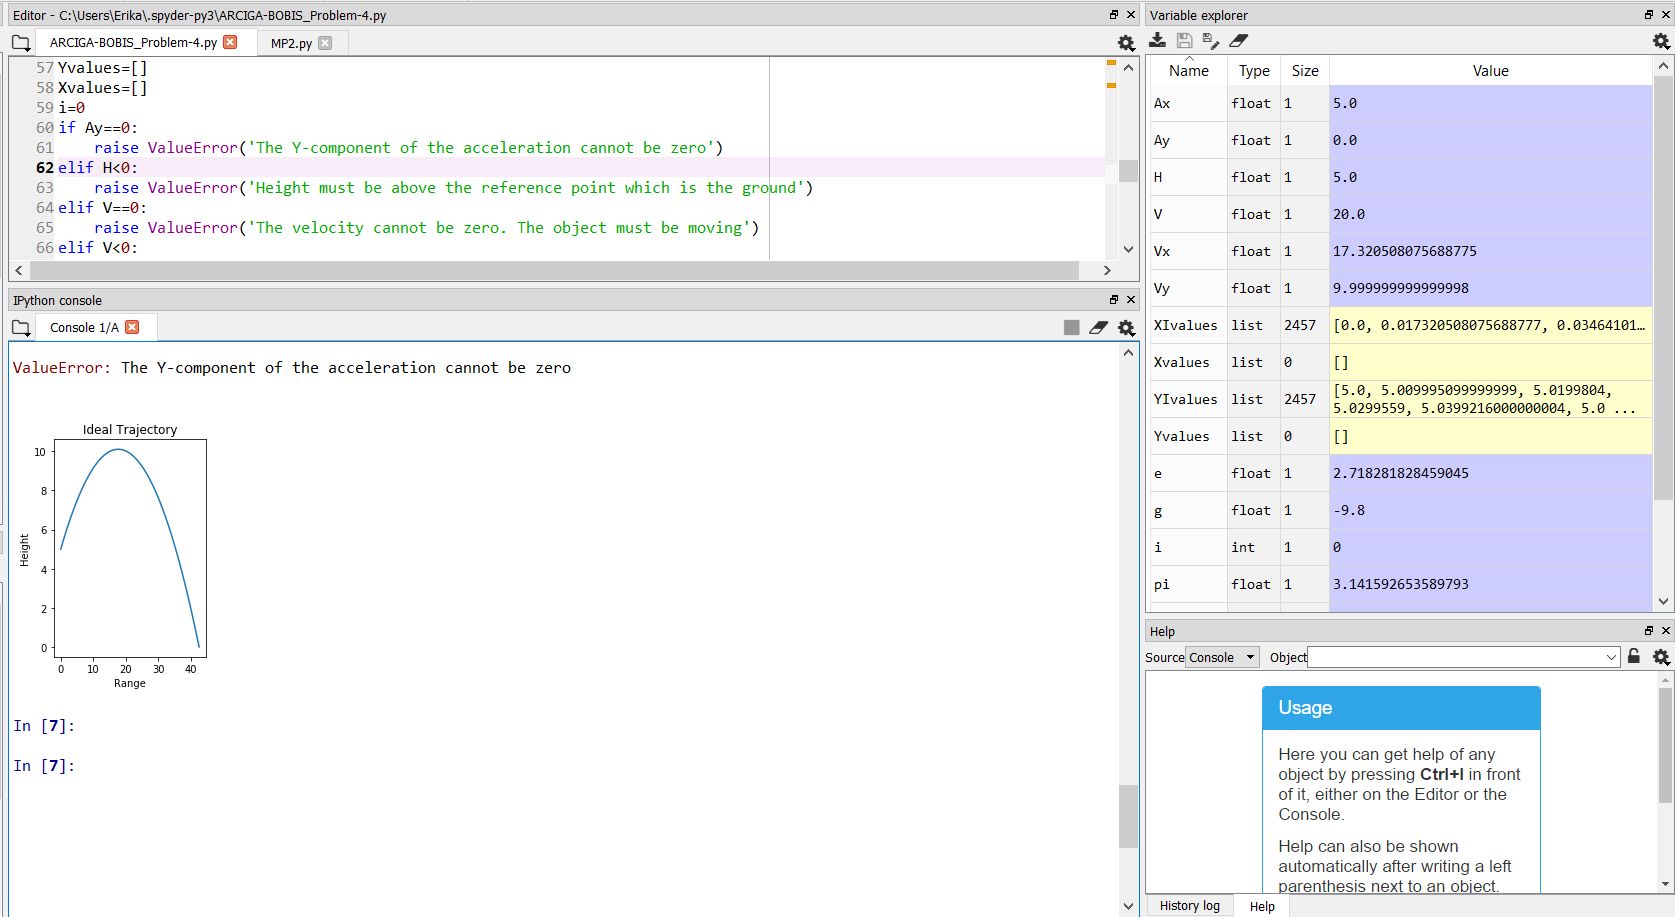 Editor - C:\Users\Erika\.spyder-py3\ARCIGA-BOBIS_Problem-4.py
ARCIGA-BOBIS_Problem-4.py
MP2.py
57 Yvalues=[]
58 Xvalues=[]
59 i=0
60 if Ay==0:
61     raise ValueError('The Y-component of the acceleration cannot be zero')
62 elif H<0:
63     raise ValueError('Height must be above the reference point which is the ground')
64 elif V==0:
65     raise ValueError('The velocity cannot be zero. The object must be moving')
66 elif V<0:
IPython console
Console 1/A
ValueError: The Y-component of the acceleration cannot be zero
Ideal Trajectory
10
8
6
4
2
0
Height
0 10 20 30 40
Range
In [7]:
In [7]:
Variable explorer
Name Type Size Value
Ax float 1 5.0
Ay float 1 0.0
H float 1 5.0
V float 1 20.0
Vx float 1 17.320508075688775
Vy float 1 9.999999999999998
XIvalues list 2457 [0.0, 0.017320508075688777, 0.03464101...
Xvalues list 0 []
YIvalues list 2457 [5.0, 5.009995099999999, 5.0199804,
5.0299559, 5.0399216000000004, 5.0 ...
Yvalues list 0 []
e float 1 2.718281828459045
g float 1 -9.8
i int 1 0
pi float 1 3.141592653589793
Help
Source Console Object
Usage
Here you can get help of any
object by pressing Ctrl+I in front
of it, either on the Editor or the
Console.
Help can also be shown
automatically after writing a left
parenthesis next to an object.
History log Help